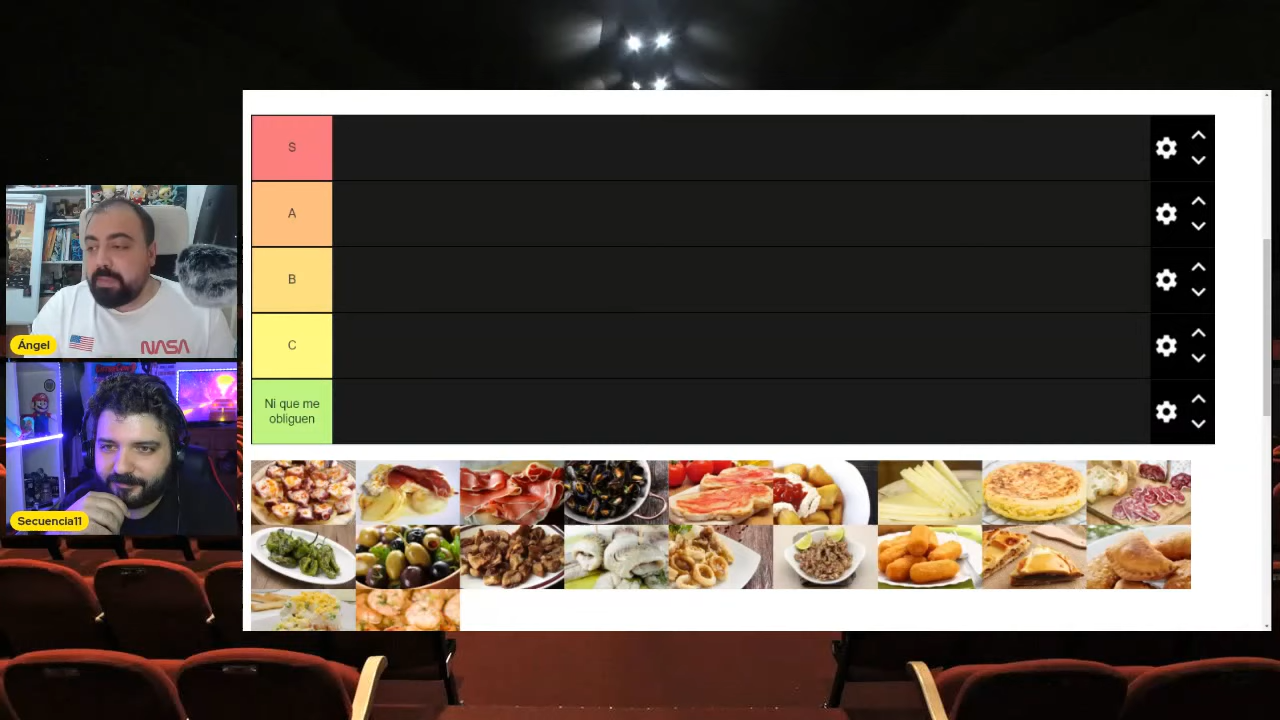 S
A
B
C
Ni que me
obliguen
NASA
Ángel
Secuencia11